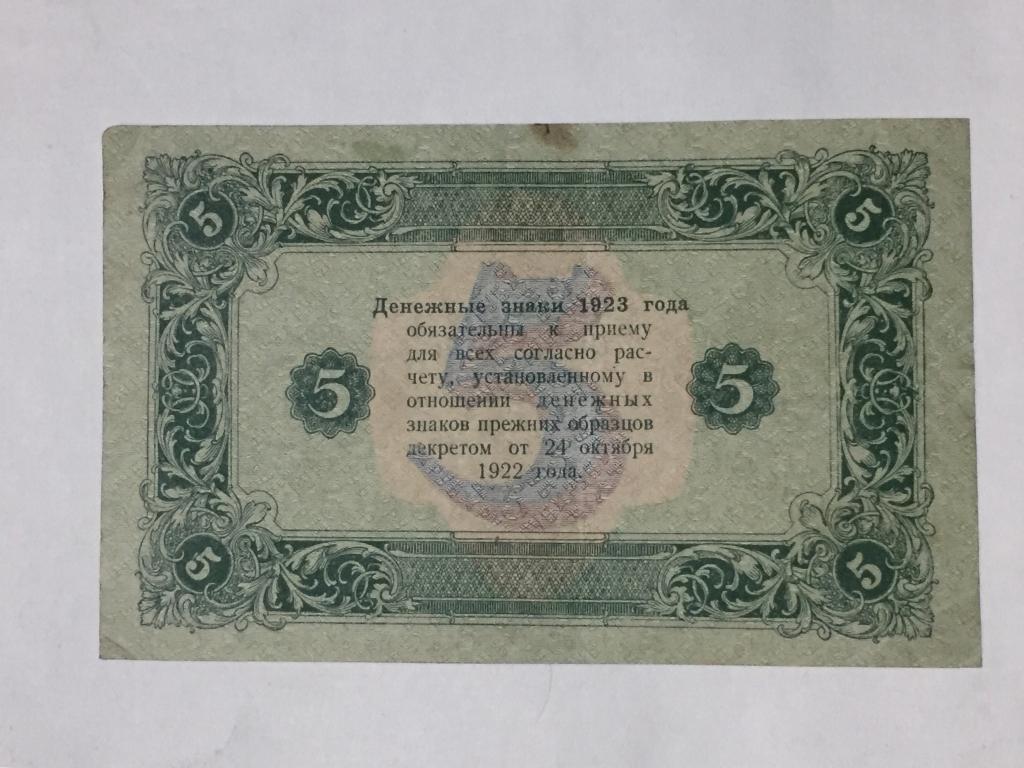 5 5
Денежные знаки 1923 года
обязательны к приему
для всех согласно рас-
чету, установленному в
5 отношении денежных 5
знаков прежних образцов
декретом от 24 октября
1922 года.
5
5 5